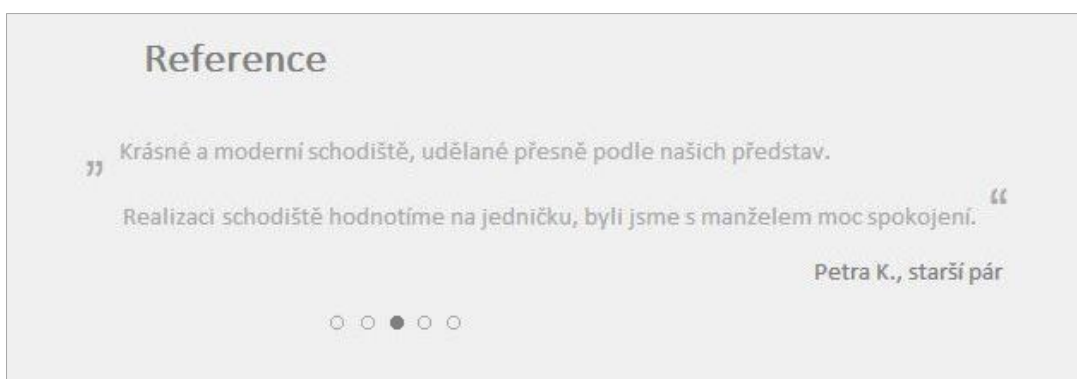 Reference
„ Krásné a moderní schodiště, udělané přesně podle našich představ.
Realizaci schodiště hodnotíme na jedničku, byli jsme s manželem moc spokojení. “
Petra K., starší pár